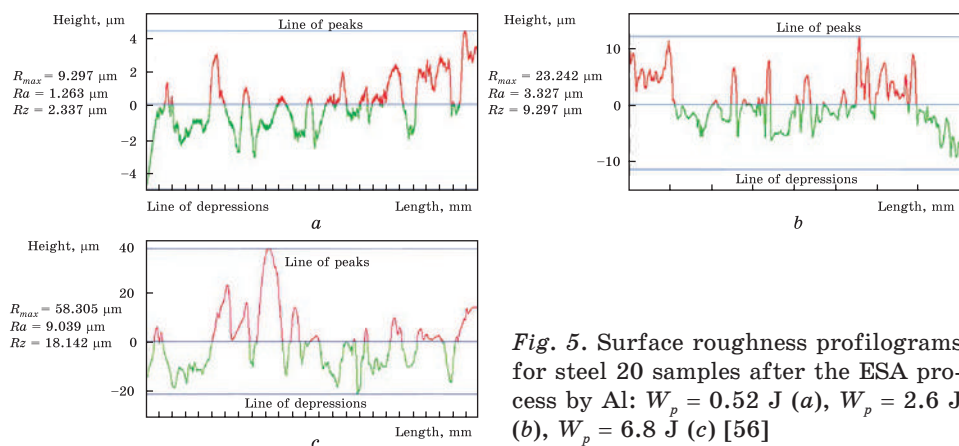 Height, μm
Line of peaks
4
2
0
−2
−4
R_max = 9.297 μm
Ra = 1.263 μm
Rz = 2.337 μm
Line of depressions
Length, mm
a
Height, μm
Line of peaks
10
0
−10
R_max = 23.242 μm
Ra = 3.327 μm
Rz = 9.297 μm
Line of depressions
Length, mm
b
Height, μm
40
Line of peaks
20
0
−20
R_max = 58.305 μm
Ra = 9.039 μm
Rz = 18.142 μm
Line of depressions
c
Fig. 5. Surface roughness profilograms
for steel 20 samples after the ESA pro-
cess by Al: W_p = 0.52 J (a), W_p = 2.6 J
(b), W_p = 6.8 J (c) [56]